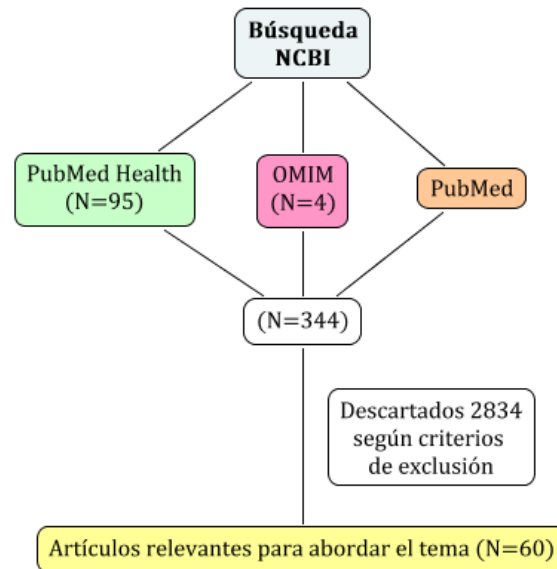 Búsqueda
NCBI
PubMed Health
(N=95)
OMIM
(N=4)
PubMed
(N=344)
Descartados 2834
según criterios
de exclusión
Artículos relevantes para abordar el tema (N=60)